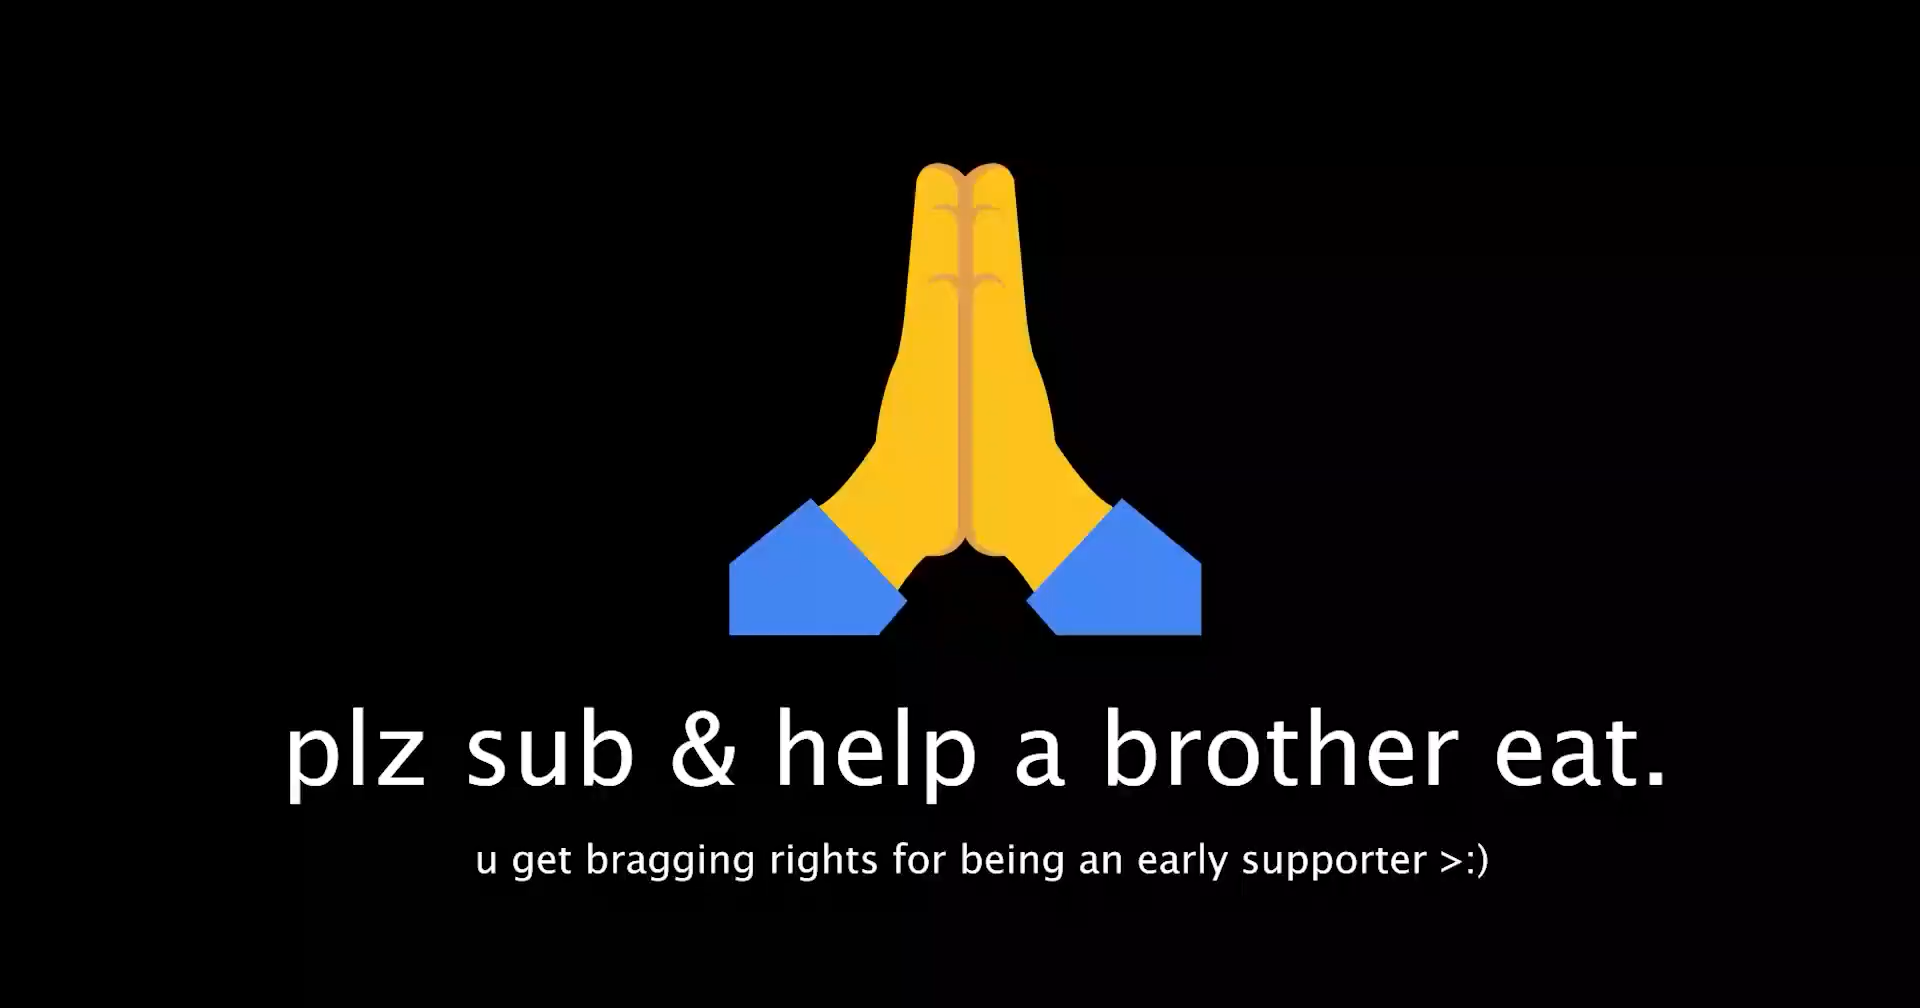 plz sub & help a brother eat.
u get bragging rights for being an early supporter >:)